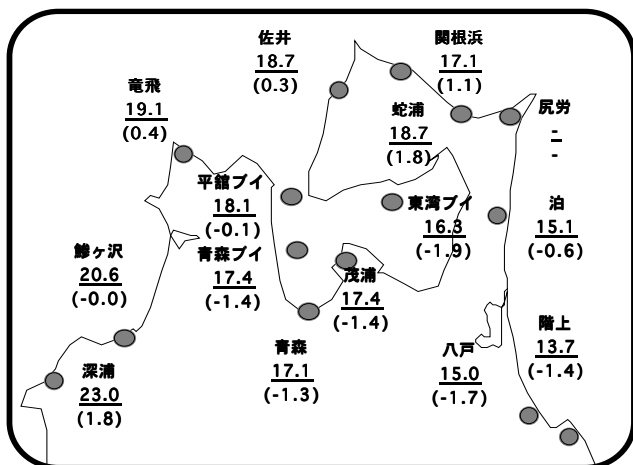 佐井
18.7
(0.3)
関根浜
17.1
(1.1)
竜飛
19.1
(0.4)
蛇浦
18.7
(1.8)
尻労
-
-
平舘ブイ
18.1
(-0.1)
東湾ブイ
16.3
(-1.9)
泊
15.1
(-0.6)
鰺ヶ沢
20.6
(-0.0)
青森ブイ
17.4
(-1.4)
茂浦
17.4
(-1.4)
深浦
23.0
(1.8)
青森
17.1
(-1.3)
八戸
15.0
(-1.7)
階上
13.7
(-1.4)